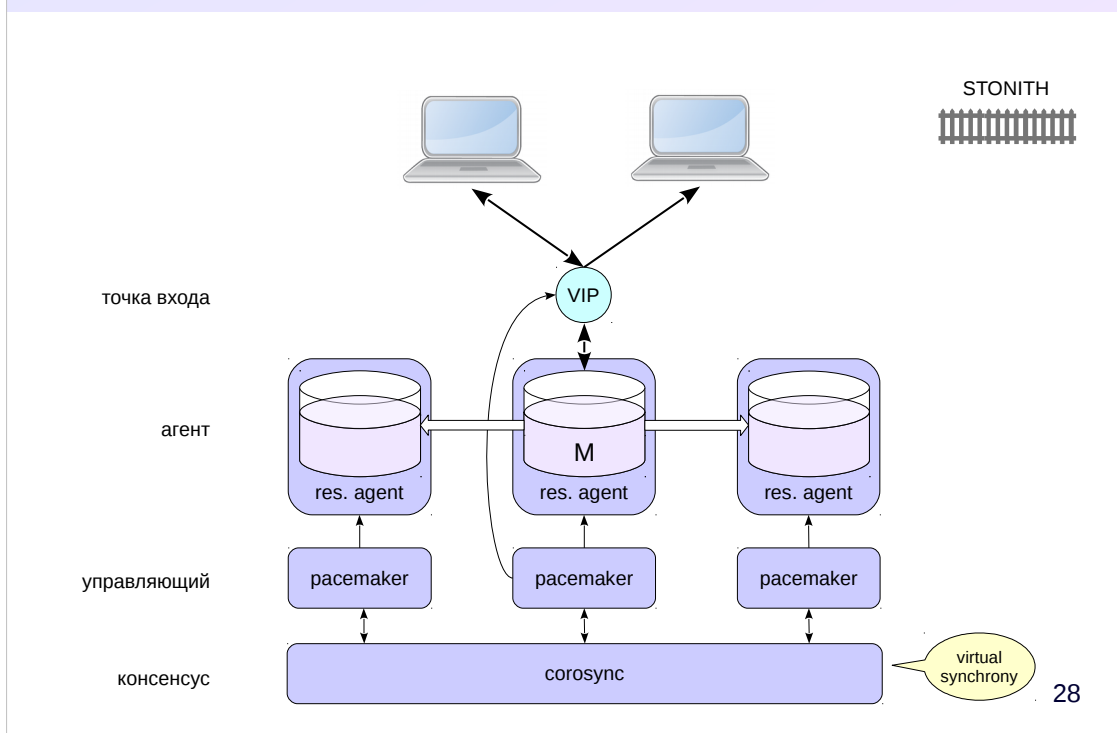 STONITH
точка входа
VIP
агент
M
res. agent
res. agent
res. agent
управляющий
pacemaker
pacemaker
pacemaker
консенсус
corosync
virtual
synchrony
28